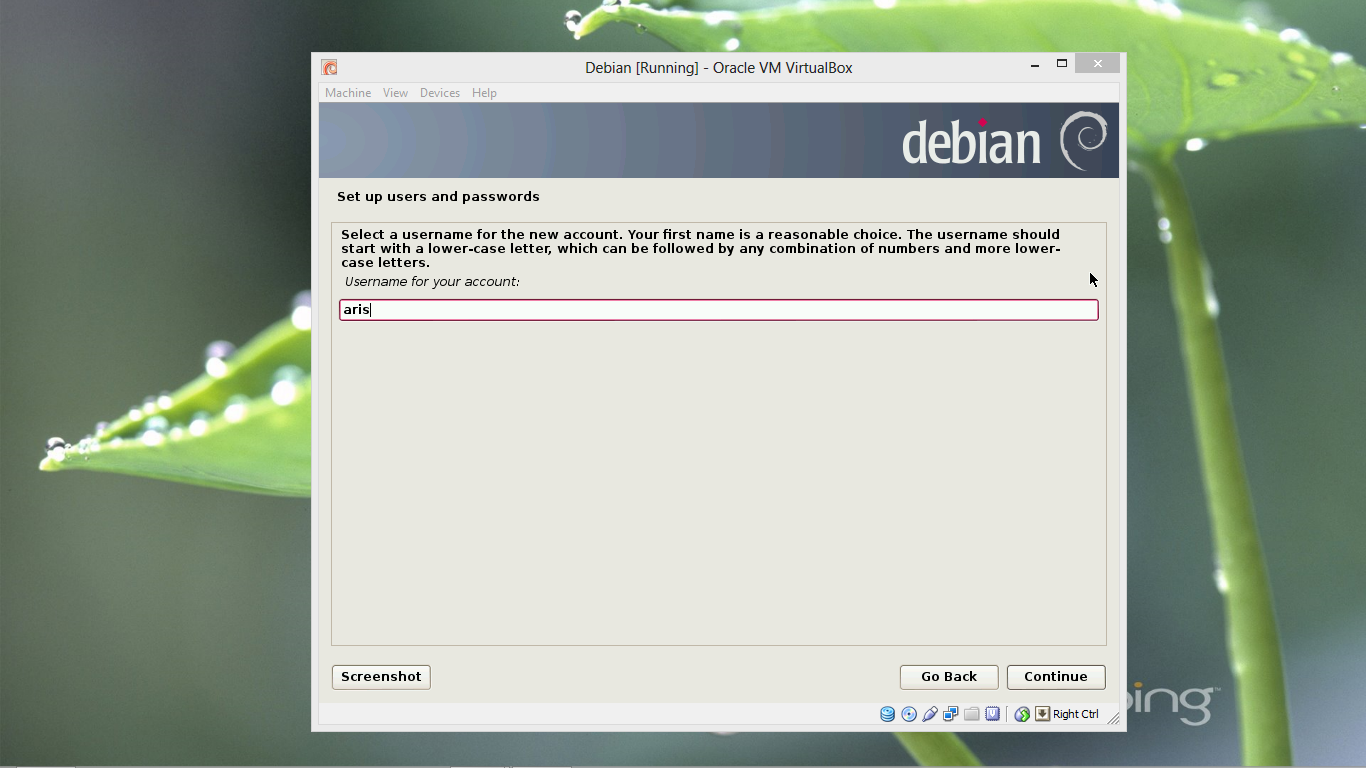 Debian [Running] - Oracle VM VirtualBox
Machine View Devices Help
debian
Set up users and passwords
Select a username for the new account. Your first name is a reasonable choice. The username should
start with a lower-case letter, which can be followed by any combination of numbers and more lower-
case letters.
Username for your account:
aris
Screenshot Go Back Continue
Right Ctrl
bing™